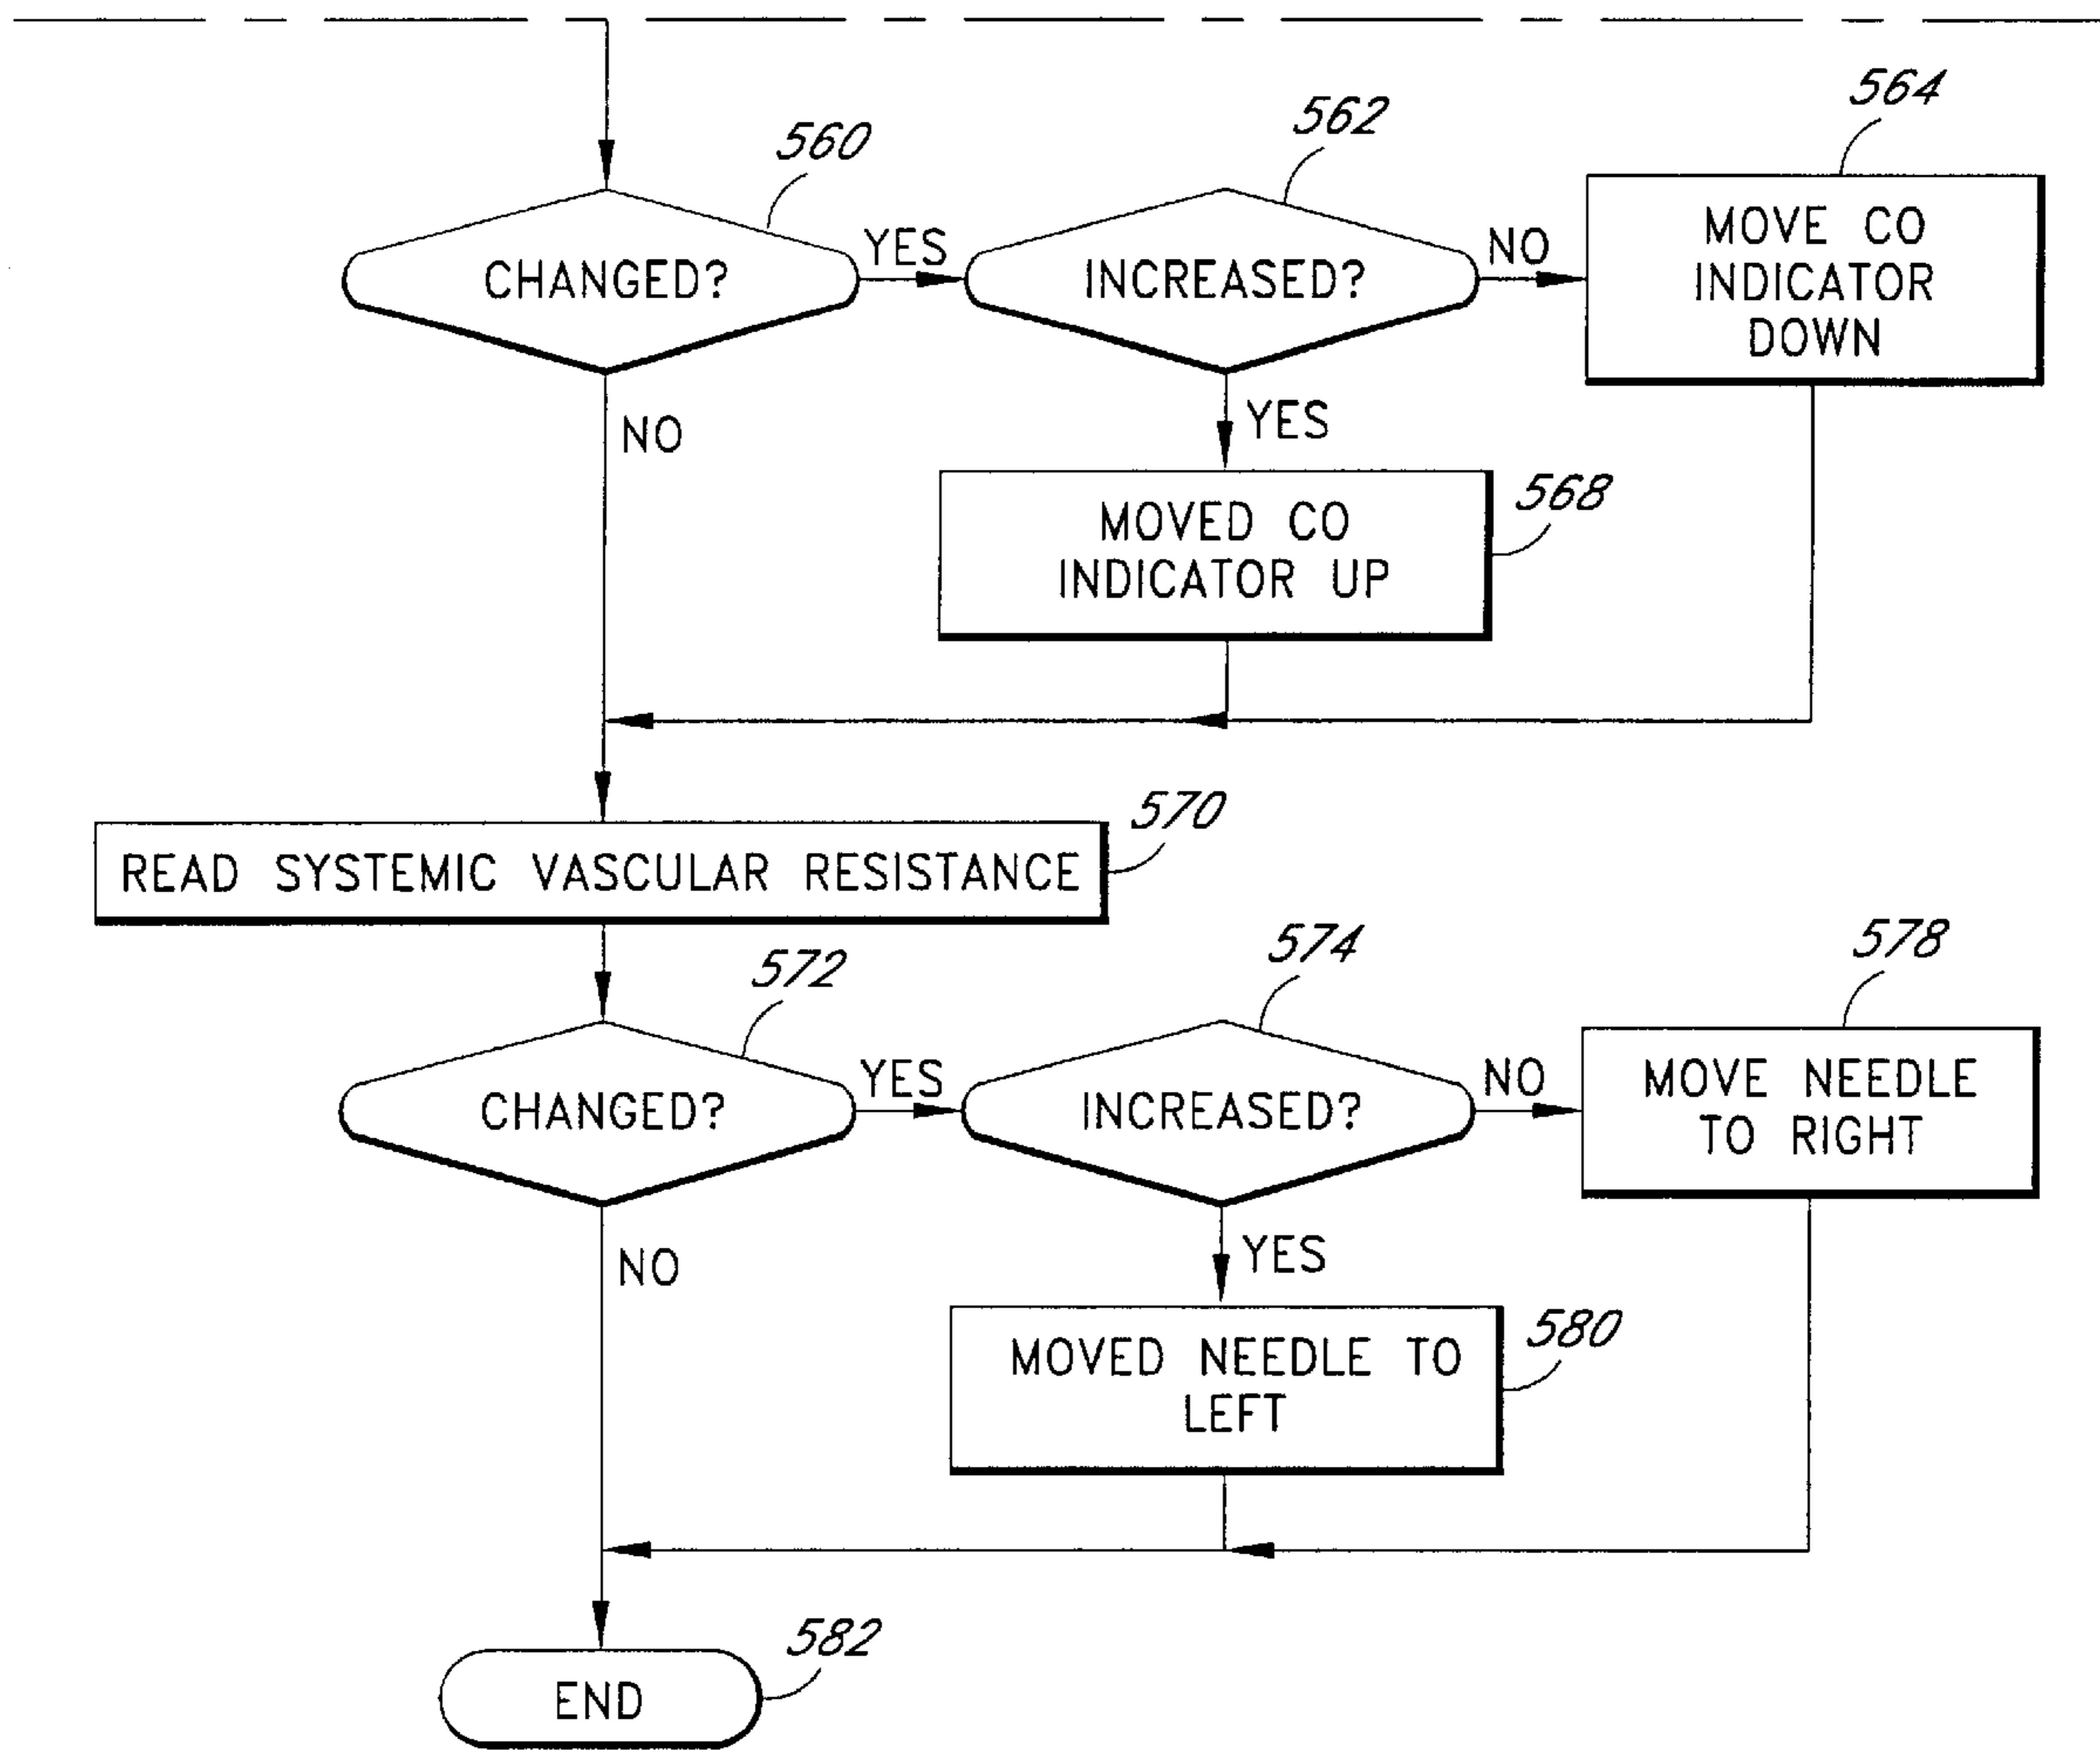 560
562
564
CHANGED?
YES
INCREASED?
NO
MOVE CO
INDICATOR
DOWN
NO
YES
568
MOVED CO
INDICATOR UP
570
READ SYSTEMIC VASCULAR RESISTANCE
572
574
578
CHANGED?
YES
INCREASED?
NO
MOVE NEEDLE
TO RIGHT
NO
YES
580
MOVED NEEDLE TO
LEFT
582
END